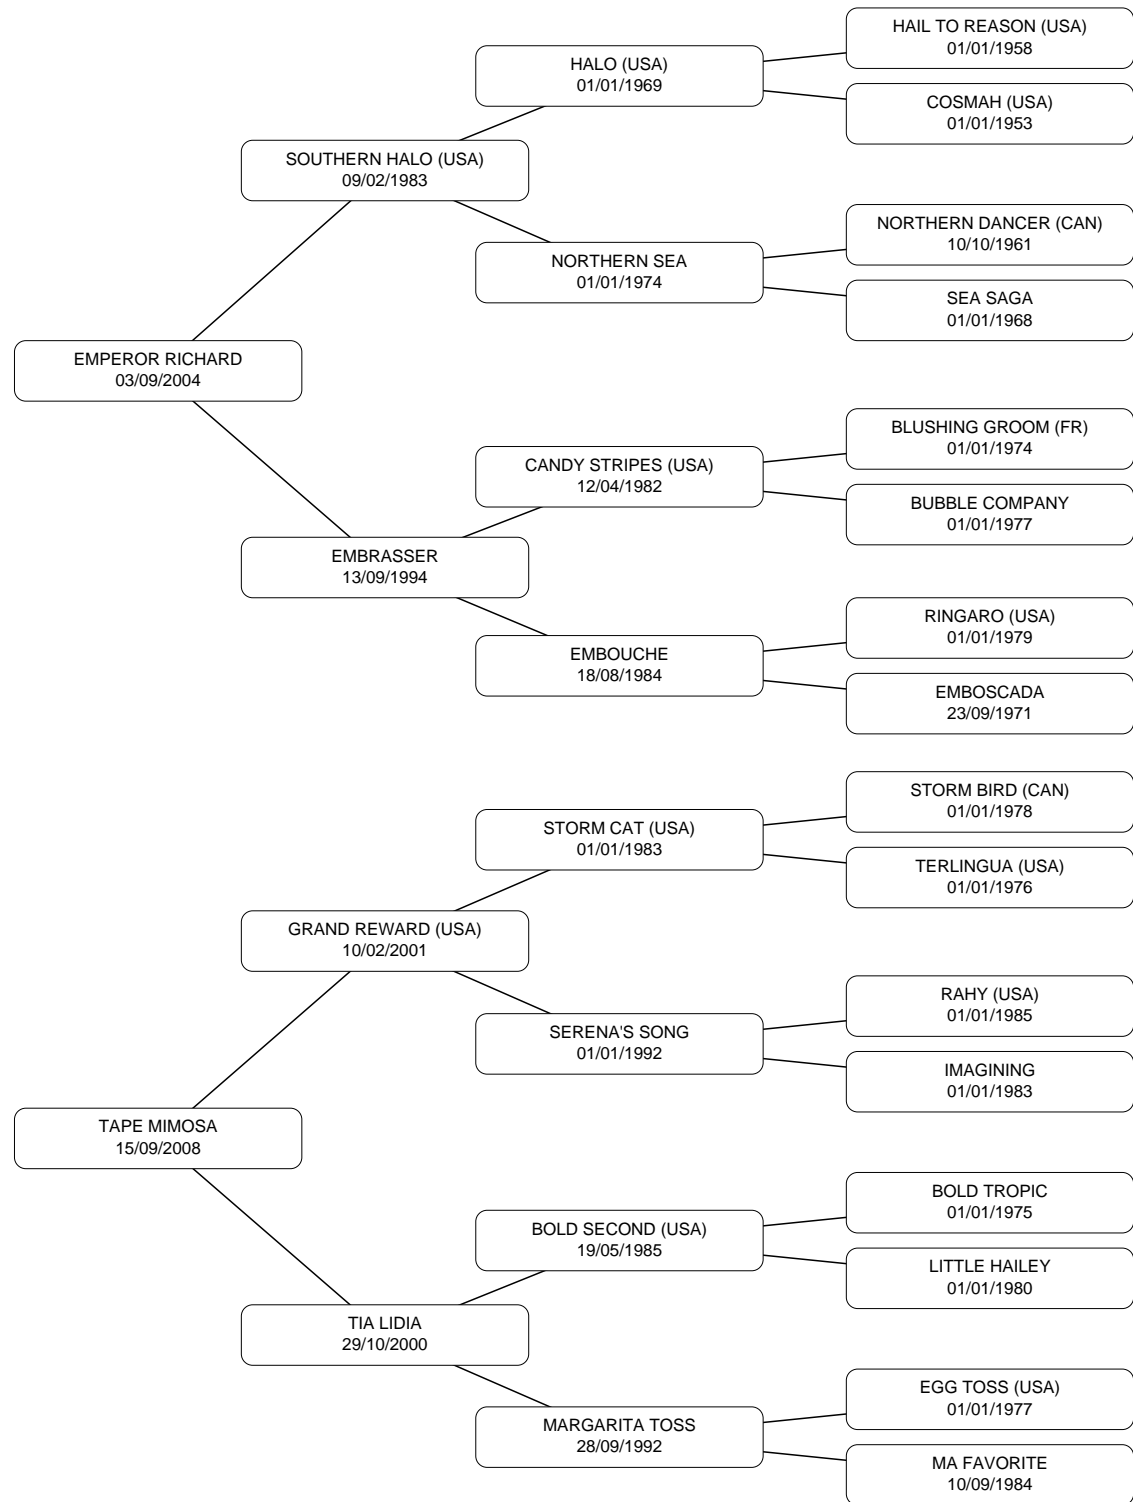 HAIL TO REASON (USA)
01/01/1958
HALO (USA)
01/01/1969
COSMAH (USA)
01/01/1953
SOUTHERN HALO (USA)
09/02/1983
NORTHERN DANCER (CAN)
10/10/1961
NORTHERN SEA
01/01/1974
SEA SAGA
01/01/1968
EMPEROR RICHARD
03/09/2004
BLUSHING GROOM (FR)
01/01/1974
CANDY STRIPES (USA)
12/04/1982
BUBBLE COMPANY
01/01/1977
EMBRASSER
13/09/1994
RINGARO (USA)
01/01/1979
EMBOUCHE
18/08/1984
EMBOSCADA
23/09/1971
STORM BIRD (CAN)
01/01/1978
STORM CAT (USA)
01/01/1983
TERLINGUA (USA)
01/01/1976
GRAND REWARD (USA)
10/02/2001
RAHY (USA)
01/01/1985
SERENA'S SONG
01/01/1992
IMAGINING
01/01/1983
TAPE MIMOSA
15/09/2008
BOLD TROPIC
01/01/1975
BOLD SECOND (USA)
19/05/1985
LITTLE HAILEY
01/01/1980
TIA LIDIA
29/10/2000
EGG TOSS (USA)
01/01/1977
MARGARITA TOSS
28/09/1992
MA FAVORITE
10/09/1984